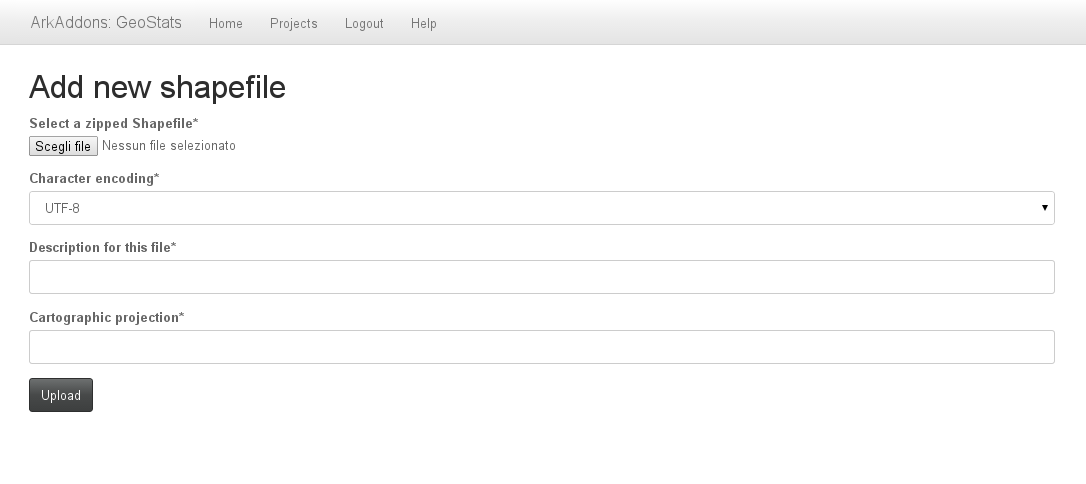 ArkAddons: GeoStats Home Projects Logout Help
Add new shapefile
Select a zipped Shapefile*
Scegli file Nessun file selezionato
Character encoding*
UTF-8
Description for this file*
Cartographic projection*
Upload